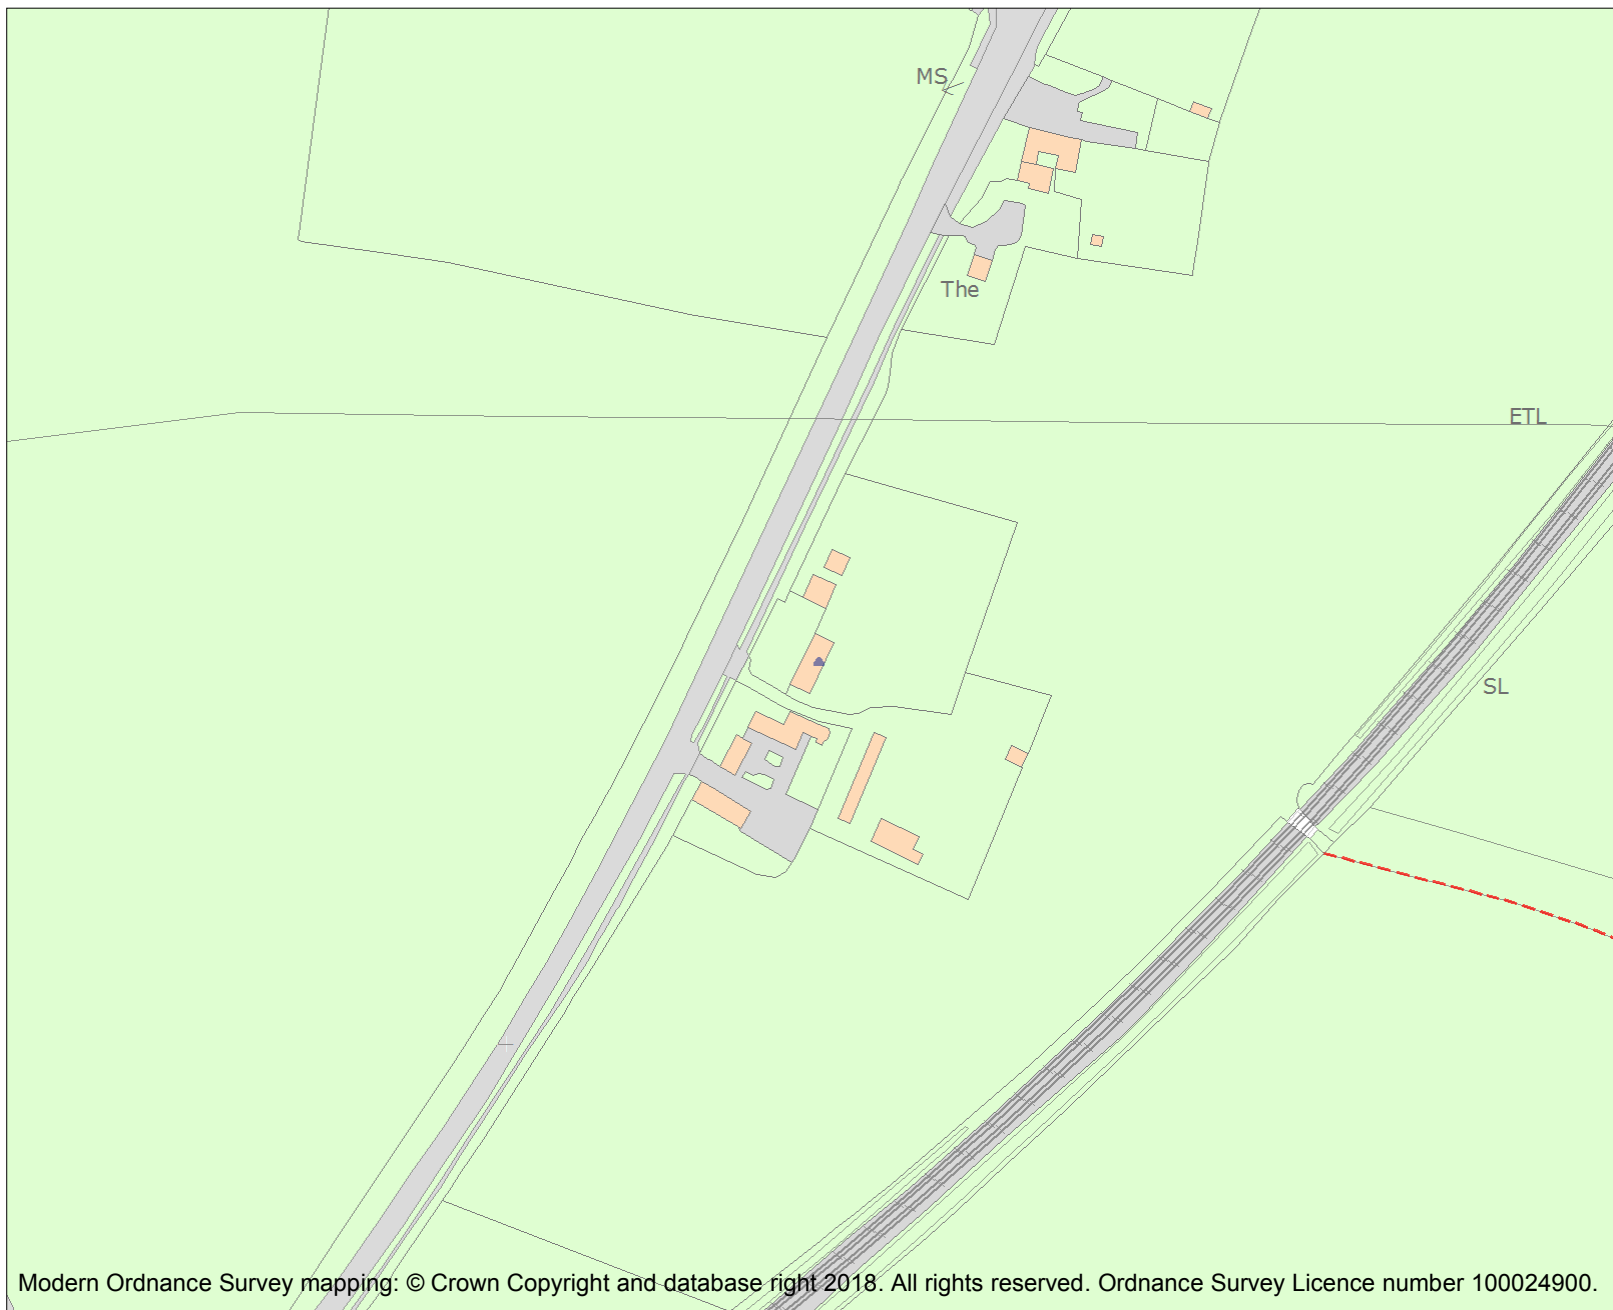 MS
The
ETL
SL
Modern Ordnance Survey mapping: © Crown Copyright and database right 2018. All rights reserved. Ordnance Survey Licence number 100024900.